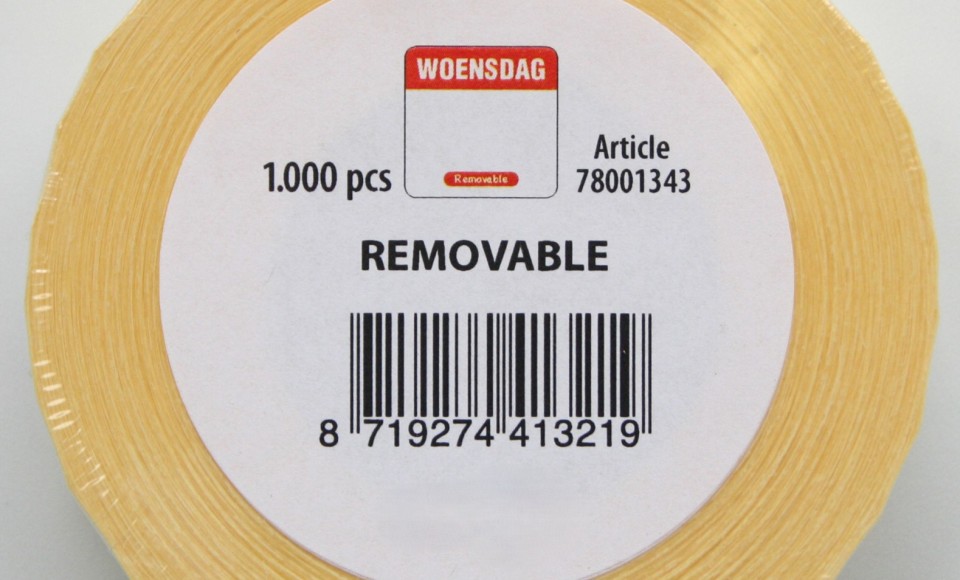 WOENSDAG
Removable
1.000 pcs
Article
78001343
REMOVABLE
8 719274 413219